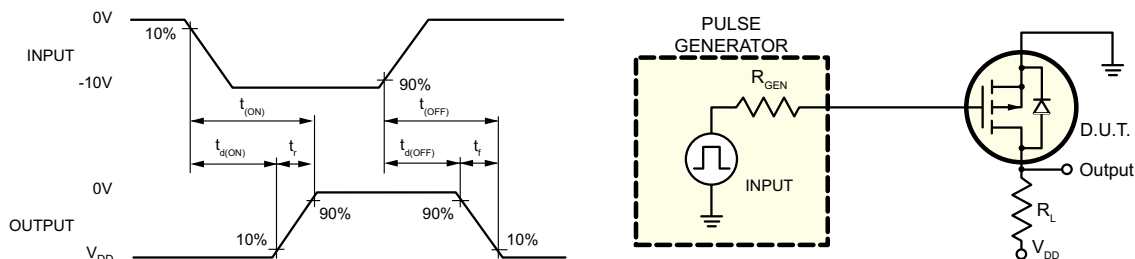 0V
10%
INPUT
-10V
90%
t(ON)
t(OFF)
td(ON)
tr
td(OFF)
tf
0V
90%
90%
OUTPUT
10%
10%
VDD
PULSE
GENERATOR
RGEN
INPUT
D.U.T.
Output
RL
VDD